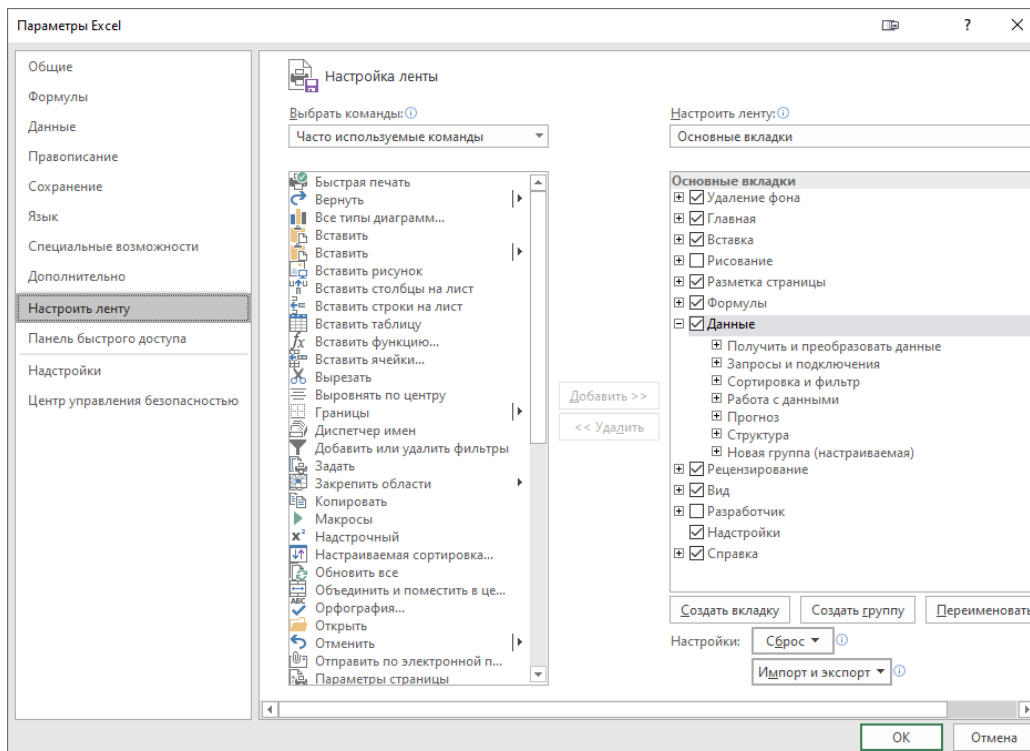 Параметры Excel
?
Общие
Формулы
Данные
Правописание
Сохранение
Язык
Специальные возможности
Дополнительно
Настроить ленту
Панель быстрого доступа
Надстройки
Центр управления безопасностью
Настройка ленты
Выбрать команды:
Часто используемые команды
Быстрая печать
Вернуть
Все типы диаграмм...
Вставить
Вставить
Вставить рисунок
Вставить столбцы на лист
Вставить строки на лист
Вставить таблицу
Вставить функцию...
Вставить ячейки...
Вырезать
Выровнять по центру
Границы
Диспетчер имен
Добавить или удалить фильтры
Задать
Закрепить области
Копировать
Макросы
Надстрочный
Настраиваемая сортировка...
Обновить все
Объединить и поместить в це...
Орфография...
Открыть
Отменить
Отправить по электронной п...
Параметры страницы
Добавить >>
<< Удалить
Настроить ленту:
Основные вкладки
Основные вкладки
Удаление фона
Главная
Вставка
Рисование
Разметка страницы
Формулы
Данные
Получить и преобразовать данные
Запросы и подключения
Сортировка и фильтр
Работа с данными
Прогноз
Структура
Новая группа (настраиваемая)
Рецензирование
Вид
Разработчик
Надстройки
Справка
Создать вкладку Создать группу Переименовать
Настройки: Сброс
Импорт и экспорт
ОК Отмена